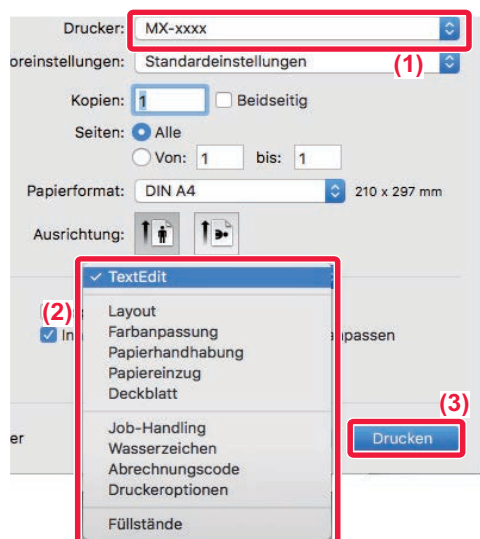 Drucker: MX-xxxx
oreinstellungen: Standardeinstellungen
(1)
Kopien: 1 Beidseitig
Seiten: Alle
Von: 1 bis: 1
Papierformat: DIN A4 210 x 297 mm
Ausrichtung:
✓ TextEdit
(2)
Layout
Farbanpassung
In
npassen
Papierhandhabung
Papiereinzug
Deckblatt
(3)
er
Job-Handling
Drucken
Wasserzeichen
Abrechnungscode
Druckeroptionen
Füllstände